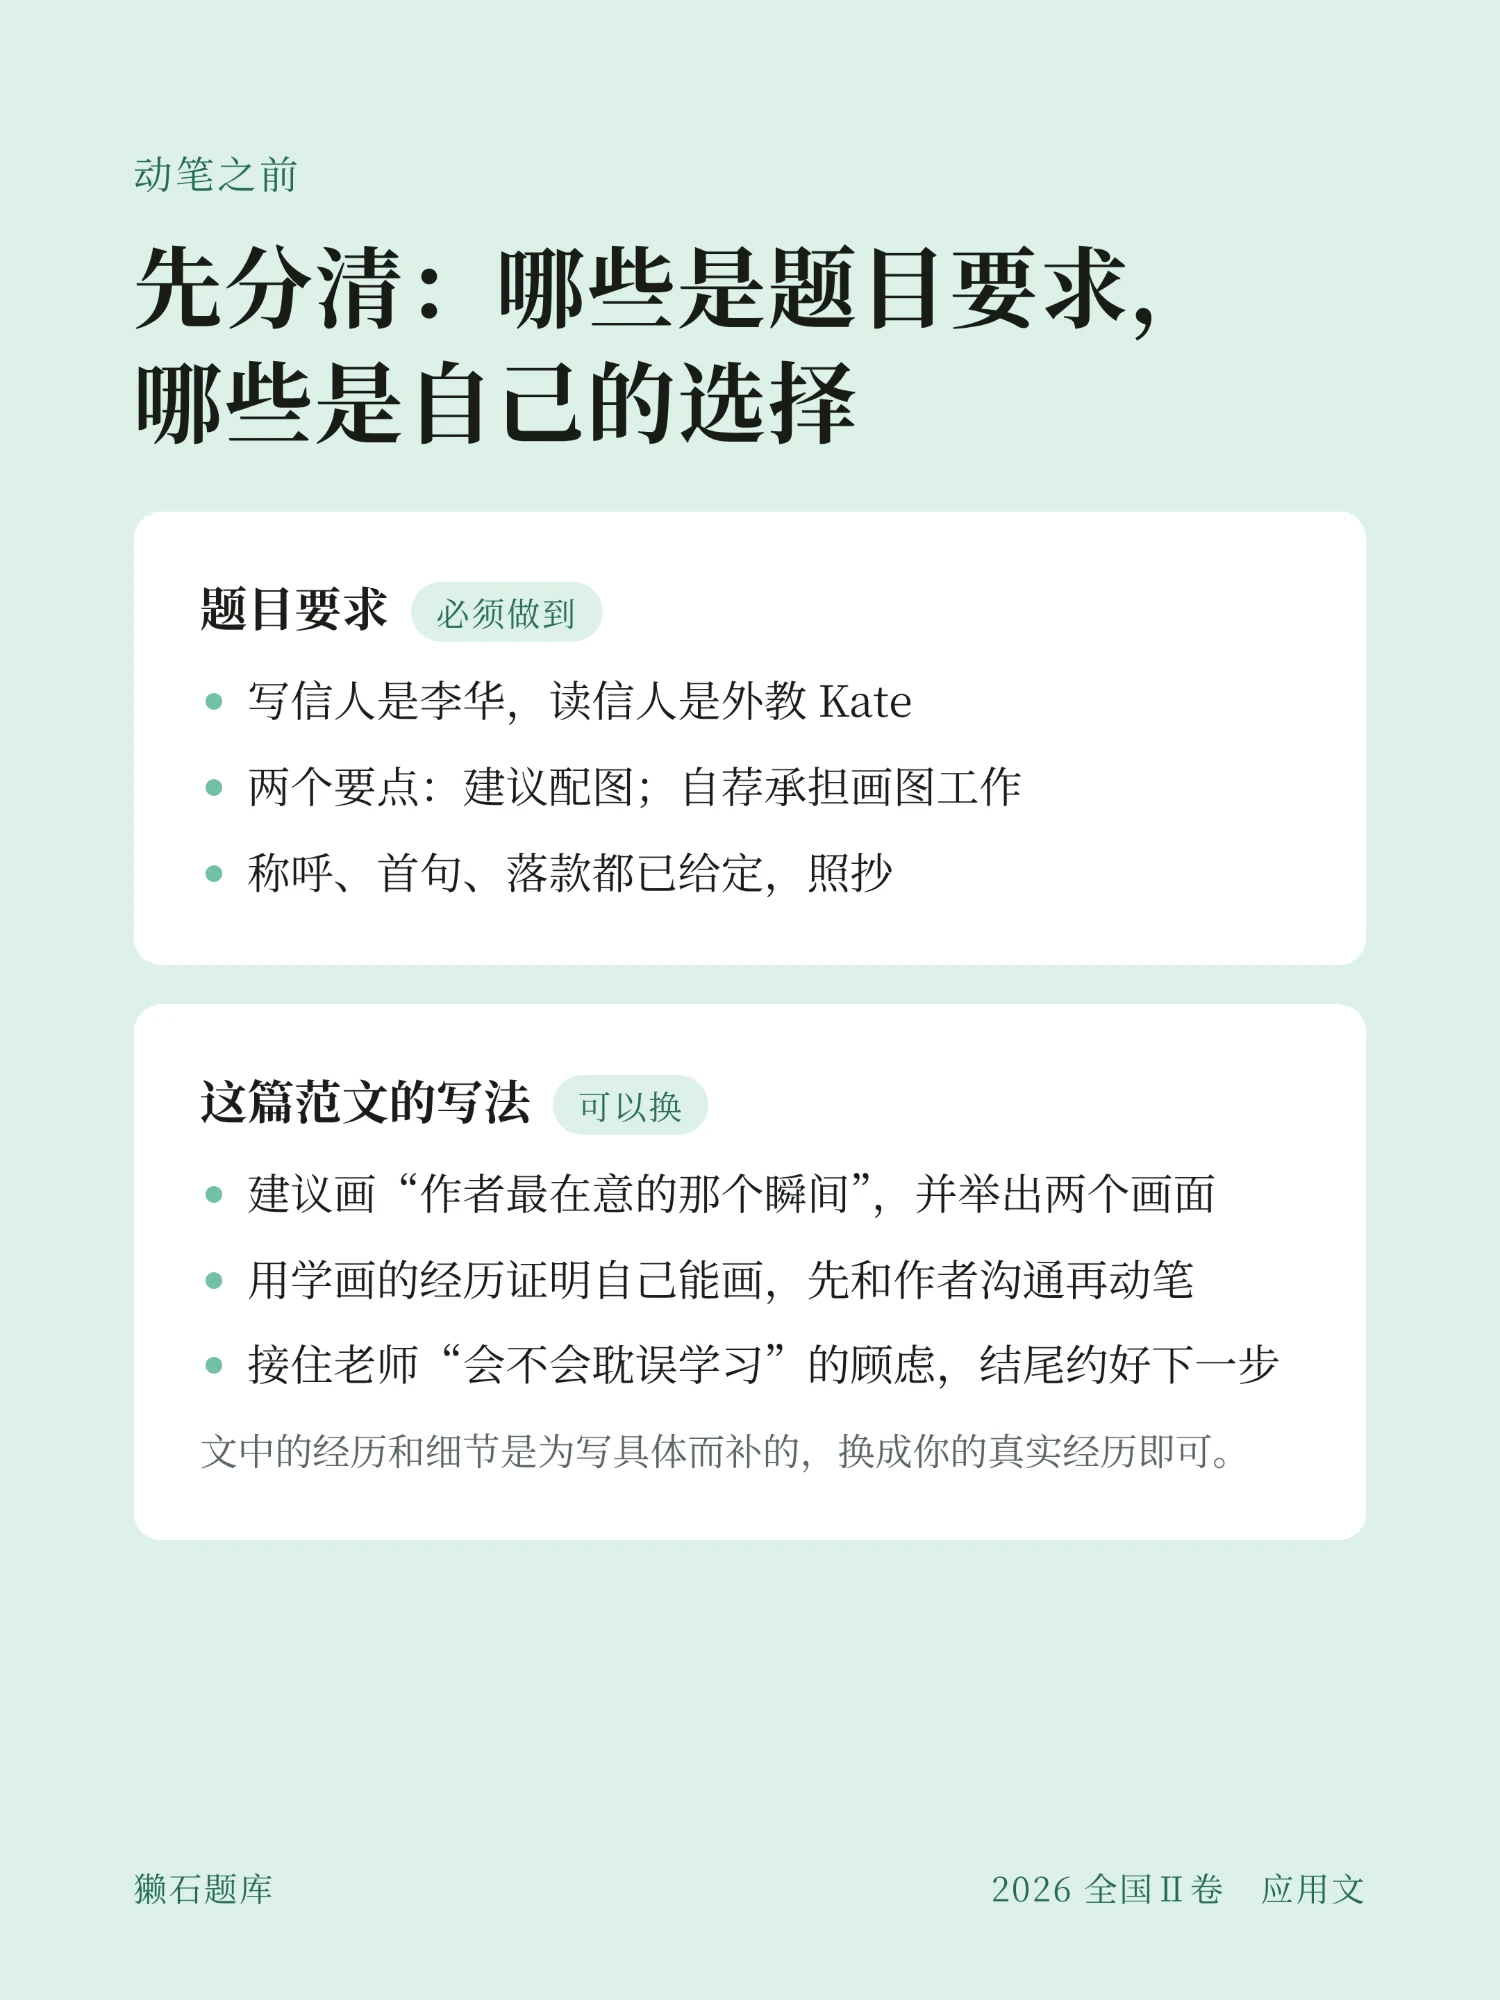 动笔之前
先分清：哪些是题目要求，
哪些是自己的选择
题目要求 必须做到
写信人是李华，读信人是外教 Kate
两个要点：建议配图；自荐承担画图工作
称呼、首句、落款都已给定，照抄
这篇范文的写法 可以换
建议画“作者最在意的那个瞬间”，并举出两个画面
用学画的经历证明自己能画，先和作者沟通再动笔
接住老师“会不会耽误学习”的顾虑，结尾约好下一步
文中的经历和细节是为写具体而补的，换成你的真实经历即可。
獭石题库
2026 全国Ⅱ卷 应用文